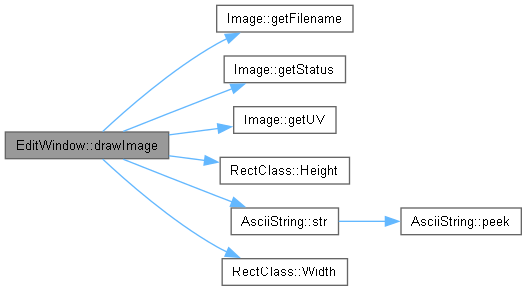 Image::getFilename
Image::getStatus
Image::getUV
EditWindow::drawImage
RectClass::Height
AsciiString::str
AsciiString::peek
RectClass::Width